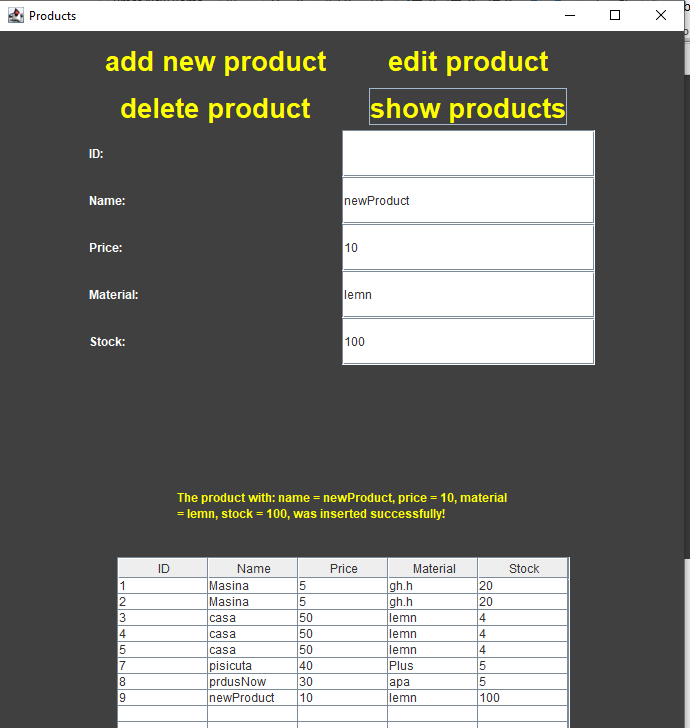 Products
add new product
edit product
delete product
show products
ID:
Name: newProduct
Price: 10
Material: lemn
Stock: 100
The product with: name = newProduct, price = 10, material
= lemn, stock = 100, was inserted successfully!
ID Name Price Material Stock
1 Masina 5 gh.h 20
2 Masina 5 gh.h 20
3 casa 50 lemn 4
4 casa 50 lemn 4
5 casa 50 lemn 4
7 pisicuta 40 Plus 5
8 prdusNow 30 apa 5
9 newProduct 10 lemn 100